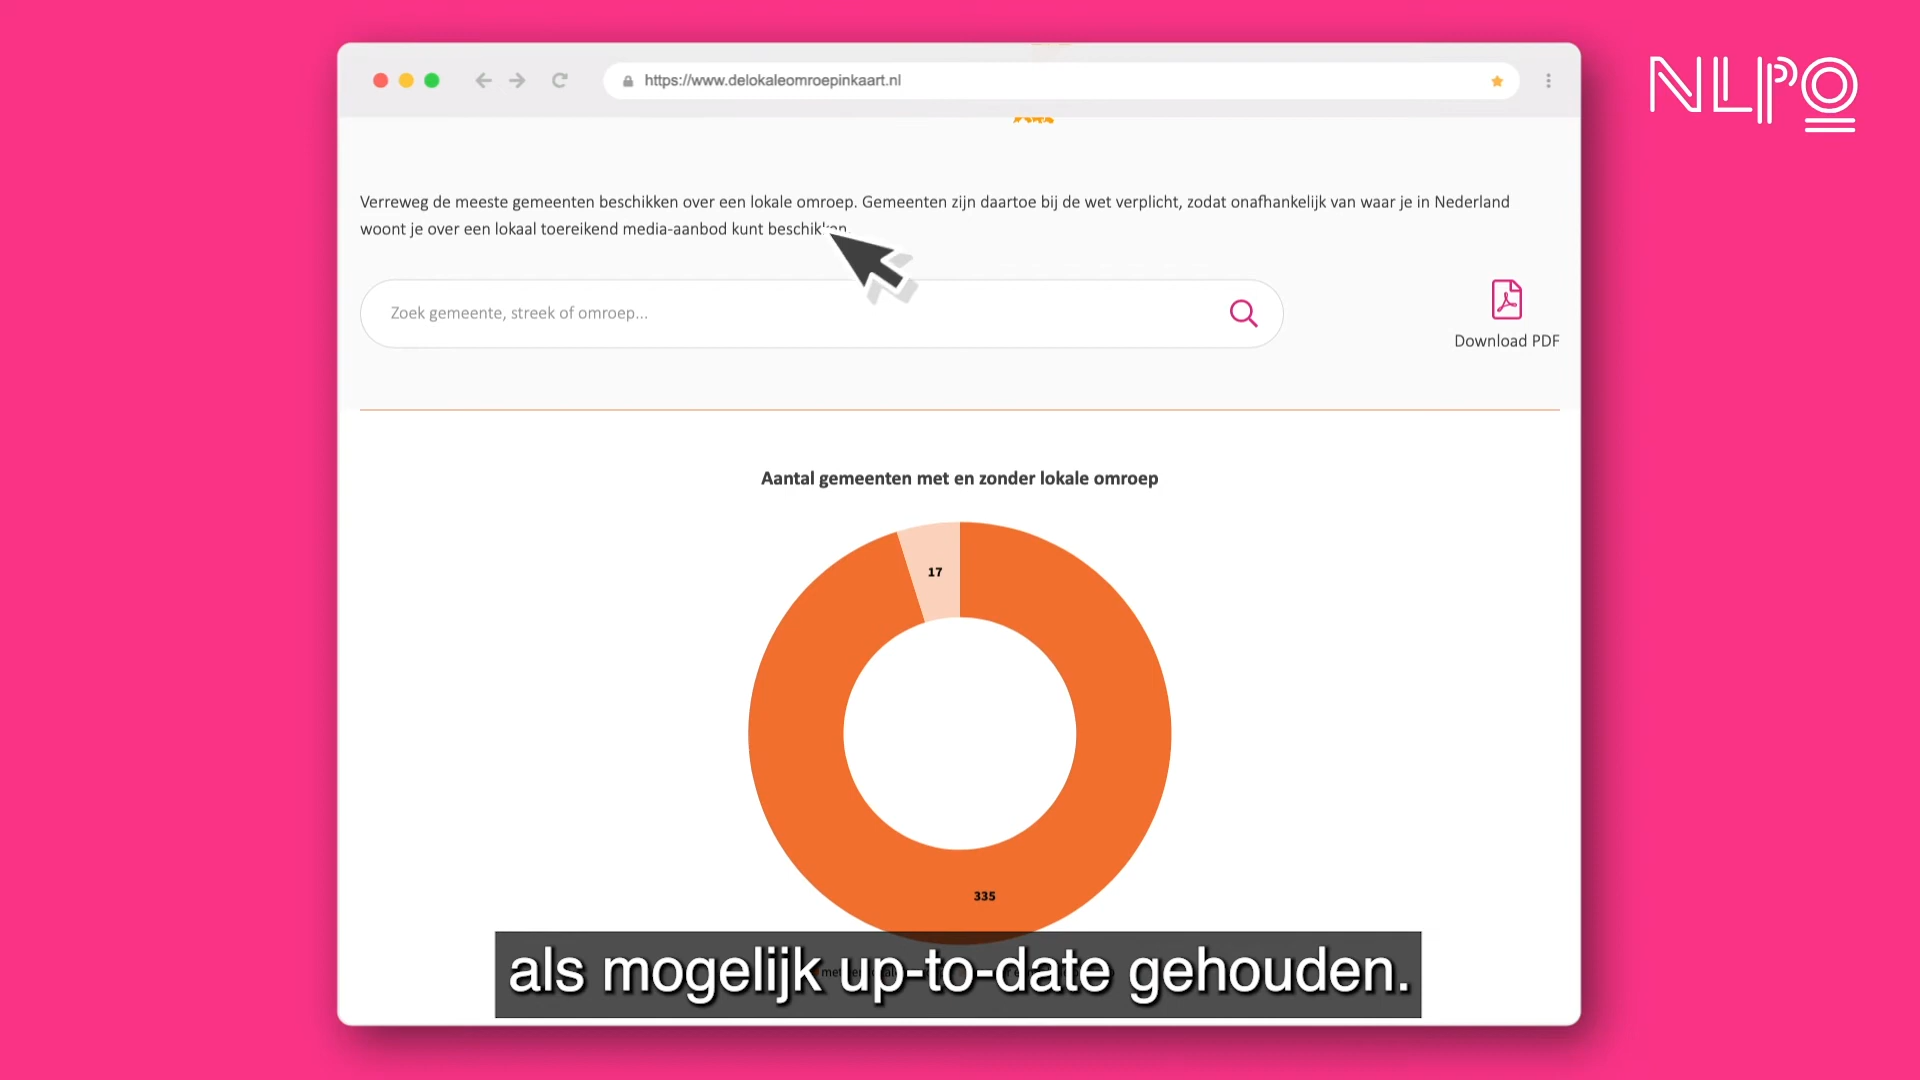 https://www.delokaleomroepinkaart.nl
NLPO
Verreweg de meeste gemeenten beschikken over een lokale omroep. Gemeenten zijn daartoe bij de wet verplicht, zodat onafhankelijk van waar je in Nederland
woont je over een lokaal toereikend media-aanbod kunt beschikken.
Zoek gemeente, streek of omroep...
Download PDF
Aantal gemeenten met en zonder lokale omroep
17
335
als mogelijk up-to-date gehouden.